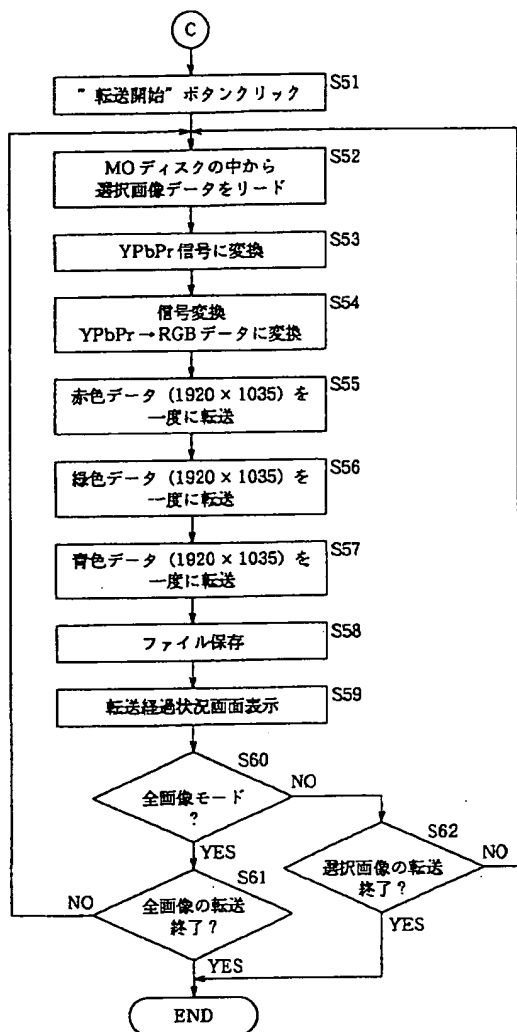 C
"転送開始"ボタンクリック
S51
MOディスクの中から
選択画像データをリード
S52
YPbPr信号に変換
S53
信号変換
YPbPr→RGBデータに変換
S54
赤色データ(1920×1035)を
一度に転送
S55
緑色データ(1920×1035)を
一度に転送
S56
青色データ(1920×1035)を
一度に転送
S57
ファイル保存
S58
転送経過状況画面表示
S59
S60
全画像モード
?
NO
YES
S62
選択画像の転送
終了?
NO
YES
S61
全画像の転送
終了?
NO
YES
END